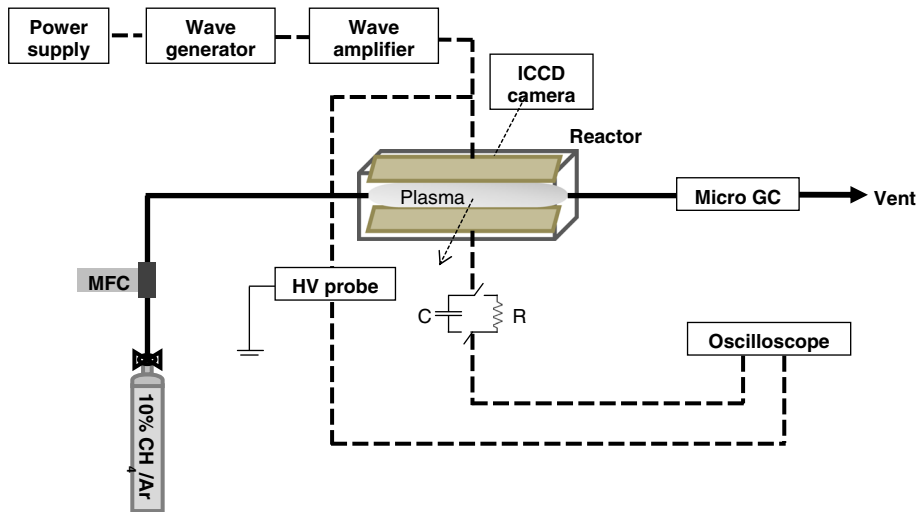 Power
supply
Wave
generator
Wave
amplifier
ICCD
camera
Reactor
Plasma
Micro GC
Vent
MFC
HV probe
C
R
Oscilloscope
10% CH4/Ar